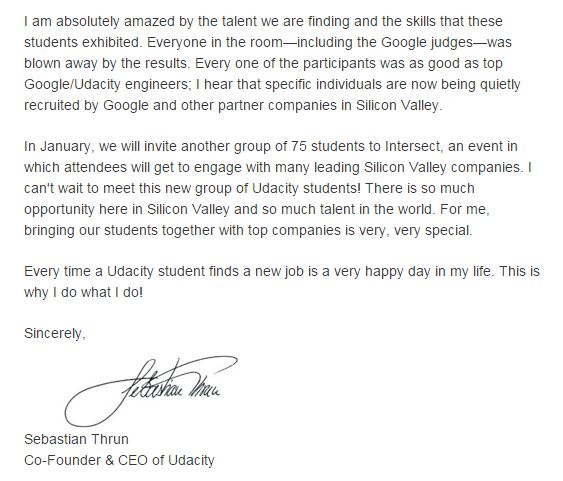 I am absolutely amazed by the talent we are finding and the skills that these
students exhibited. Everyone in the room—including the Google judges—was
blown away by the results. Every one of the participants was as good as top
Google/Udacity engineers; I hear that specific individuals are now being quietly
recruited by Google and other partner companies in Silicon Valley.
In January, we will invite another group of 75 students to Intersect, an event in
which attendees will get to engage with many leading Silicon Valley companies. I
can't wait to meet this new group of Udacity students! There is so much
opportunity here in Silicon Valley and so much talent in the world. For me,
bringing our students together with top companies is very, very special.
Every time a Udacity student finds a new job is a very happy day in my life. This is
why I do what I do!
Sincerely,
Sebastian Thrun
Sebastian Thrun
Co-Founder & CEO of Udacity